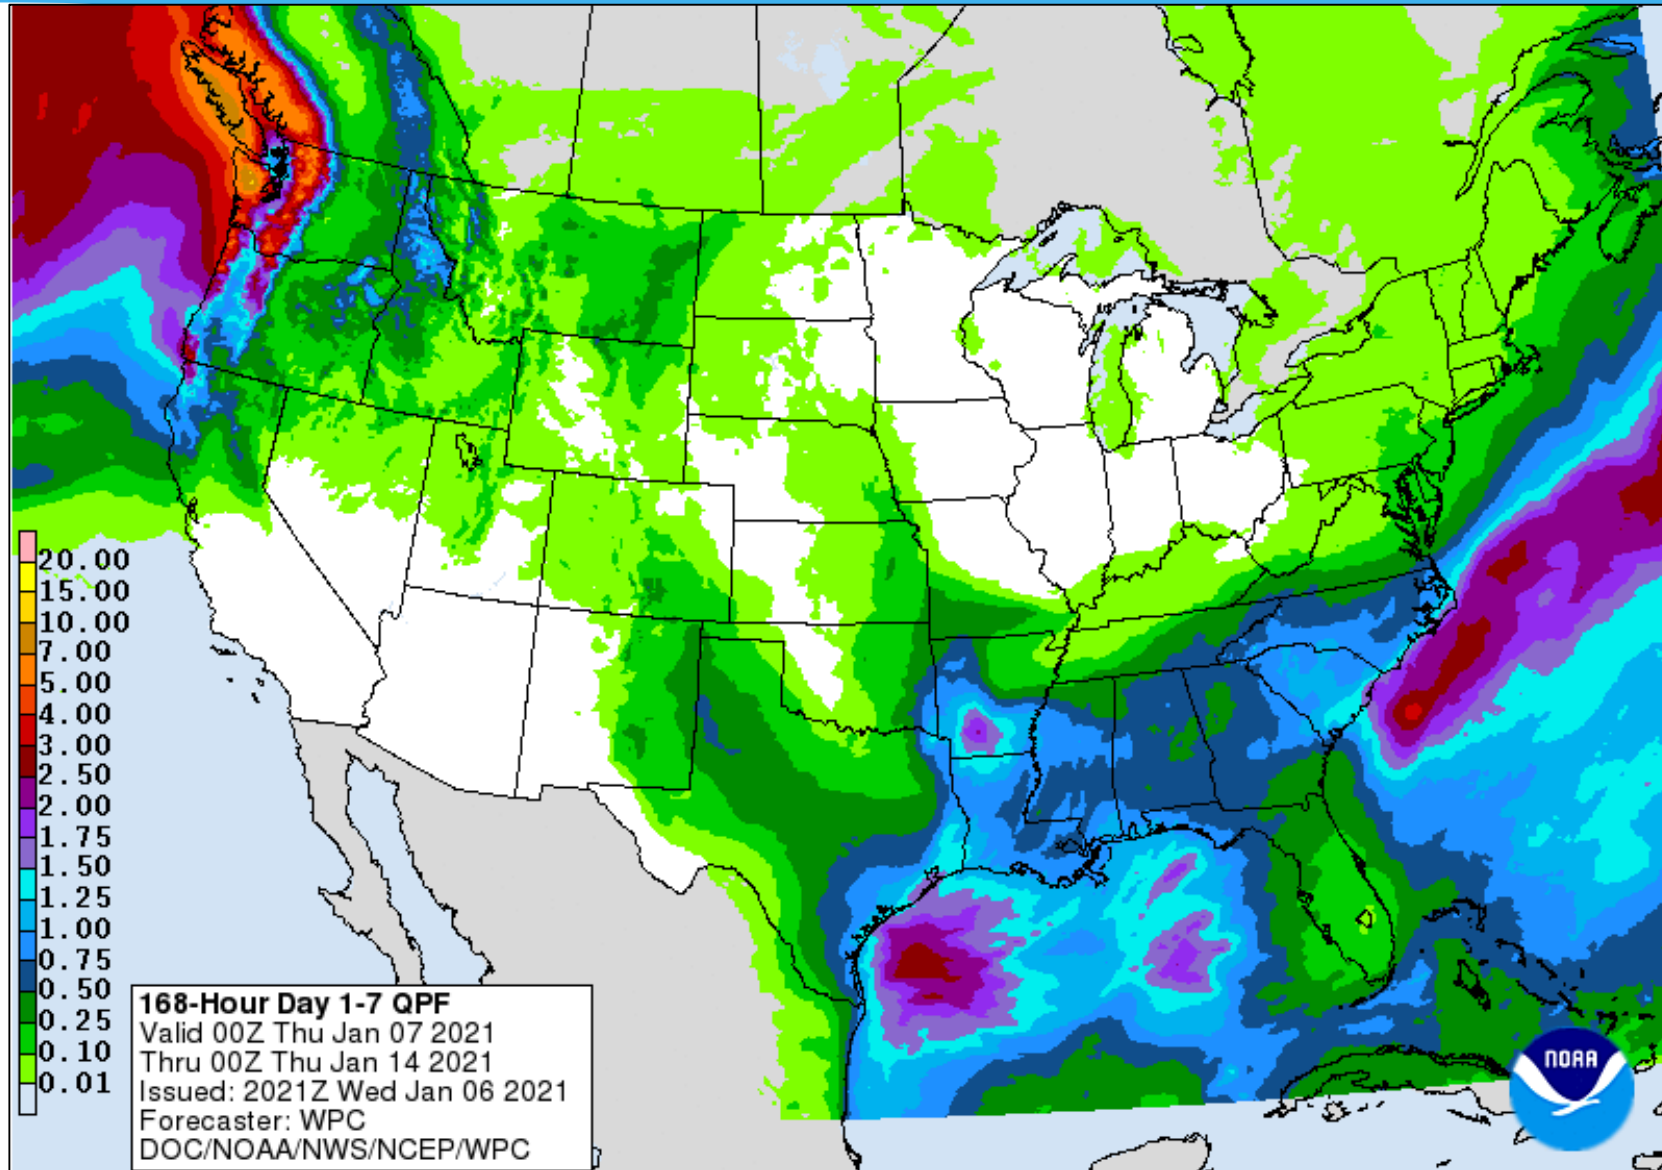 20.00
15.00
10.00
7.00
5.00
4.00
3.00
2.50
2.00
1.75
1.50
1.25
1.00
0.75
0.50
0.25
0.10
0.01
168-Hour Day 1-7 QPF
Valid 00Z Thu Jan 07 2021
Thru 00Z Thu Jan 14 2021
Issued: 2021Z Wed Jan 06 2021
Forecaster: WPC
DOC/NOAA/NWS/NCEP/WPC
NOAA